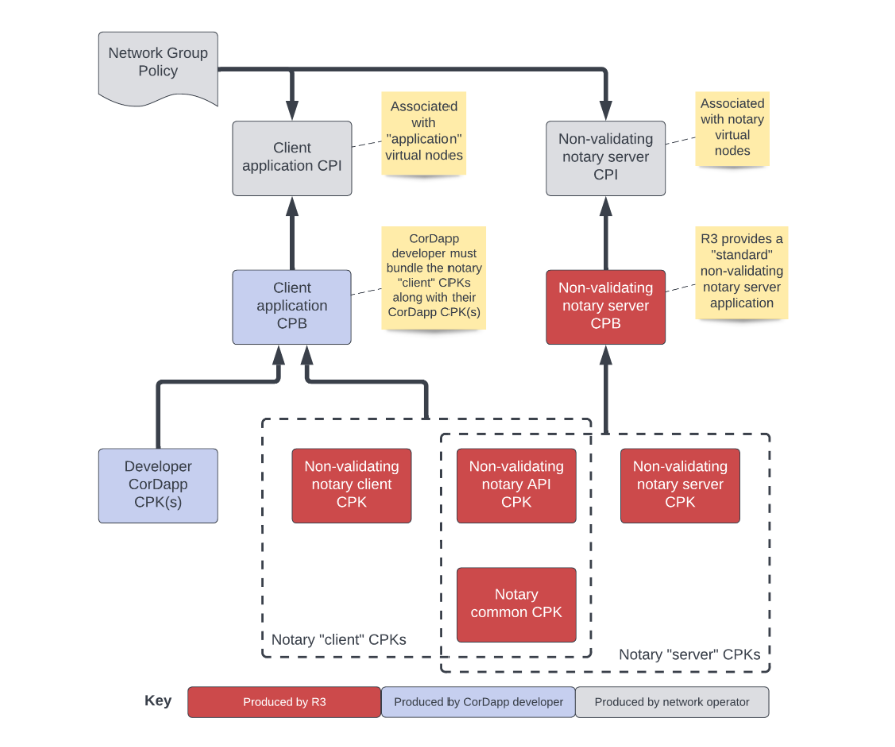 Network Group
Policy
Associated
with
"application"
virtual nodes
Associated
with notary
virtual
nodes
Client
application CPI
Non-validating
notary server
CPI
CorDapp
developer must
bundle the notary
"client" CPKs
along with their
CorDapp CPK(s)
R3 provides a
"standard"
non-validating
notary server
application
Client
application
CPB
Non-validating
notary server
CPB
Developer
CorDapp
CPK(s)
Non-validating
notary client
CPK
Non-validating
notary API
CPK
Non-validating
notary server
CPK
Notary
common CPK
Notary "client" CPKs
Notary "server" CPKs
Key
Produced by R3
Produced by CorDapp developer
Produced by network operator